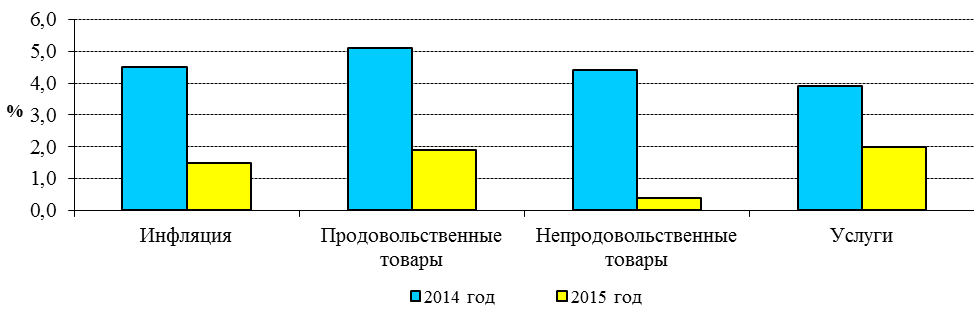 6,0
5,0
4,0
%
3,0
2,0
1,0
0,0
Инфляция
Продовольственные
товары
Непродовольственные
товары
Услуги
2014 год
2015 год